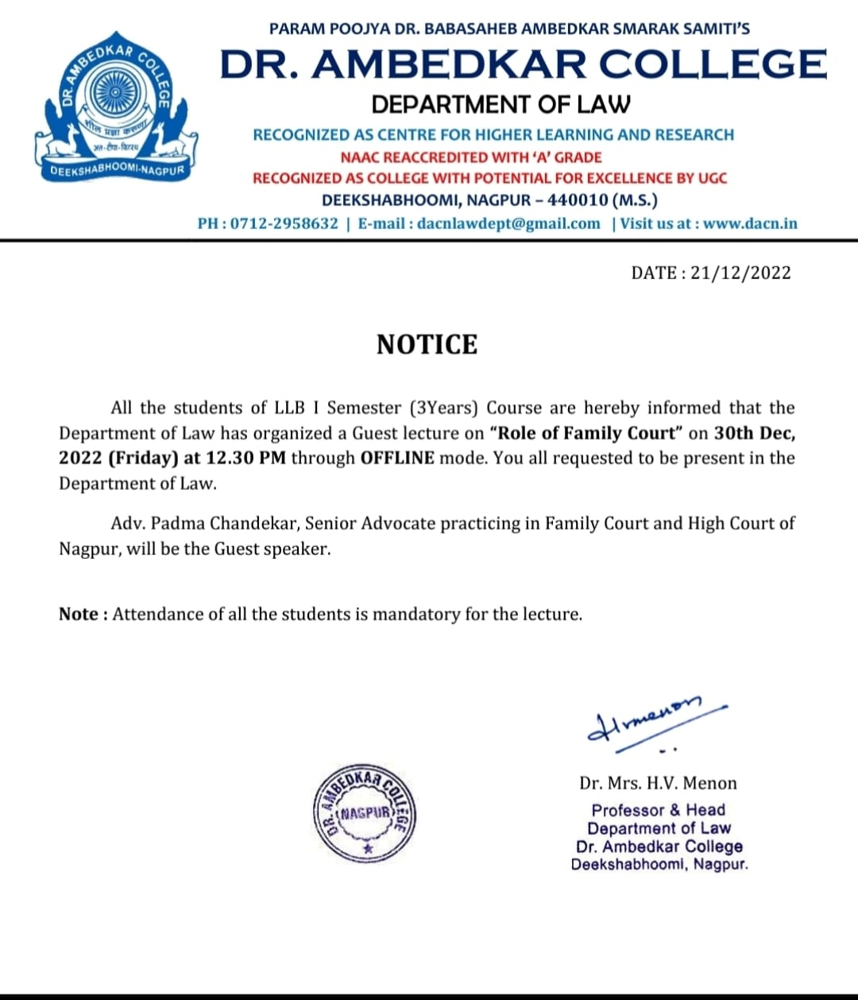 PARAM POOJYA DR. BABASAHEB AMBEDKAR SMARAK SAMITI'S
DR. AMBEDKAR COLLEGE
DEPARTMENT OF LAW
RECOGNIZED AS CENTRE FOR HIGHER LEARNING AND RESEARCH
NAAC REACCREDITED WITH 'A' GRADE
RECOGNIZED AS COLLEGE WITH POTENTIAL FOR EXCELLENCE BY UGC
DEEKSHABHOOMI, NAGPUR – 440010 (M.S.)
PH : 0712-2958632 | E-mail : dacnlawdept@gmail.com | Visit us at : www.dacn.in
DR. AMBEDKAR COLLEGE
शील प्रज्ञा करुणा
अत्त-दीपा-विहरथ
DEEKSHABHOOMI-NAGPUR
DATE : 21/12/2022
NOTICE
All the students of LLB I Semester (3Years) Course are hereby informed that the
Department of Law has organized a Guest lecture on “Role of Family Court” on 30th Dec,
2022 (Friday) at 12.30 PM through OFFLINE mode. You all requested to be present in the
Department of Law.
Adv. Padma Chandekar, Senior Advocate practicing in Family Court and High Court of
Nagpur, will be the Guest speaker.
Note : Attendance of all the students is mandatory for the lecture.
Hvmenon
DR. AMBEDKAR COLLEGE
NAGPUR
Dr. Mrs. H.V. Menon
Professor & Head
Department of Law
Dr. Ambedkar College
Deekshabhoomi, Nagpur.